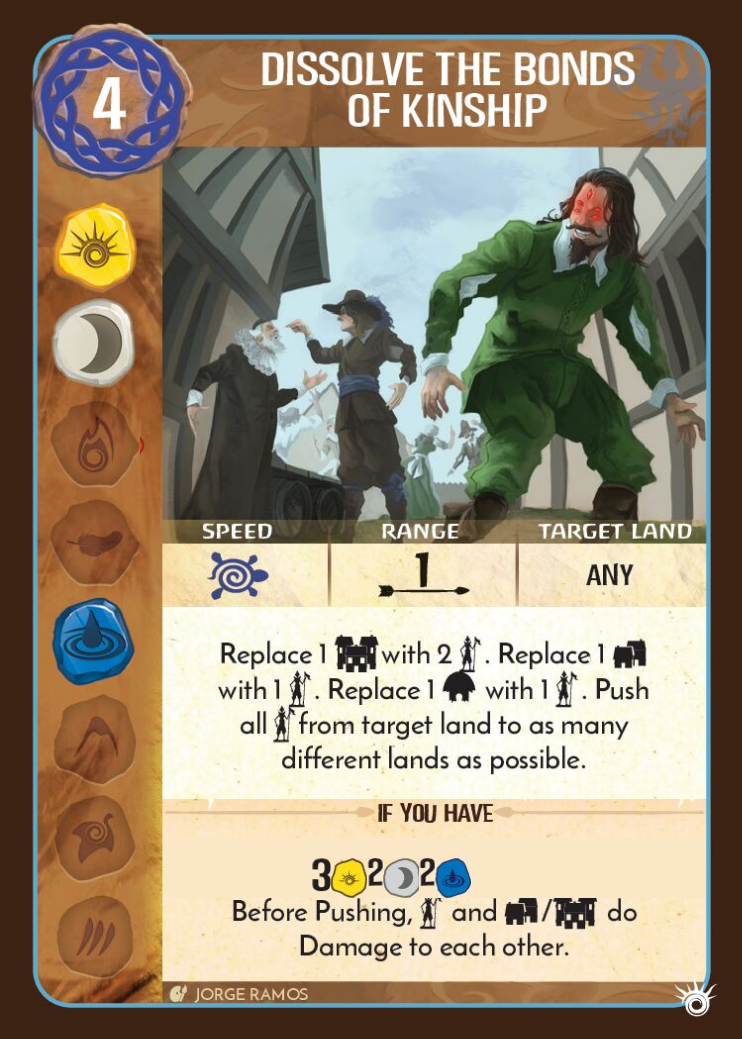 4
DISSOLVE THE BONDS
OF KINSHIP
SPEED
RANGE
TARGET LAND
1
ANY
Replace 1 with 2 . Replace 1
with 1 . Replace 1 with 1 . Push
all from target land to as many
different lands as possible.
IF YOU HAVE
3 2 2
Before Pushing, and / do
Damage to each other.
JORGE RAMOS